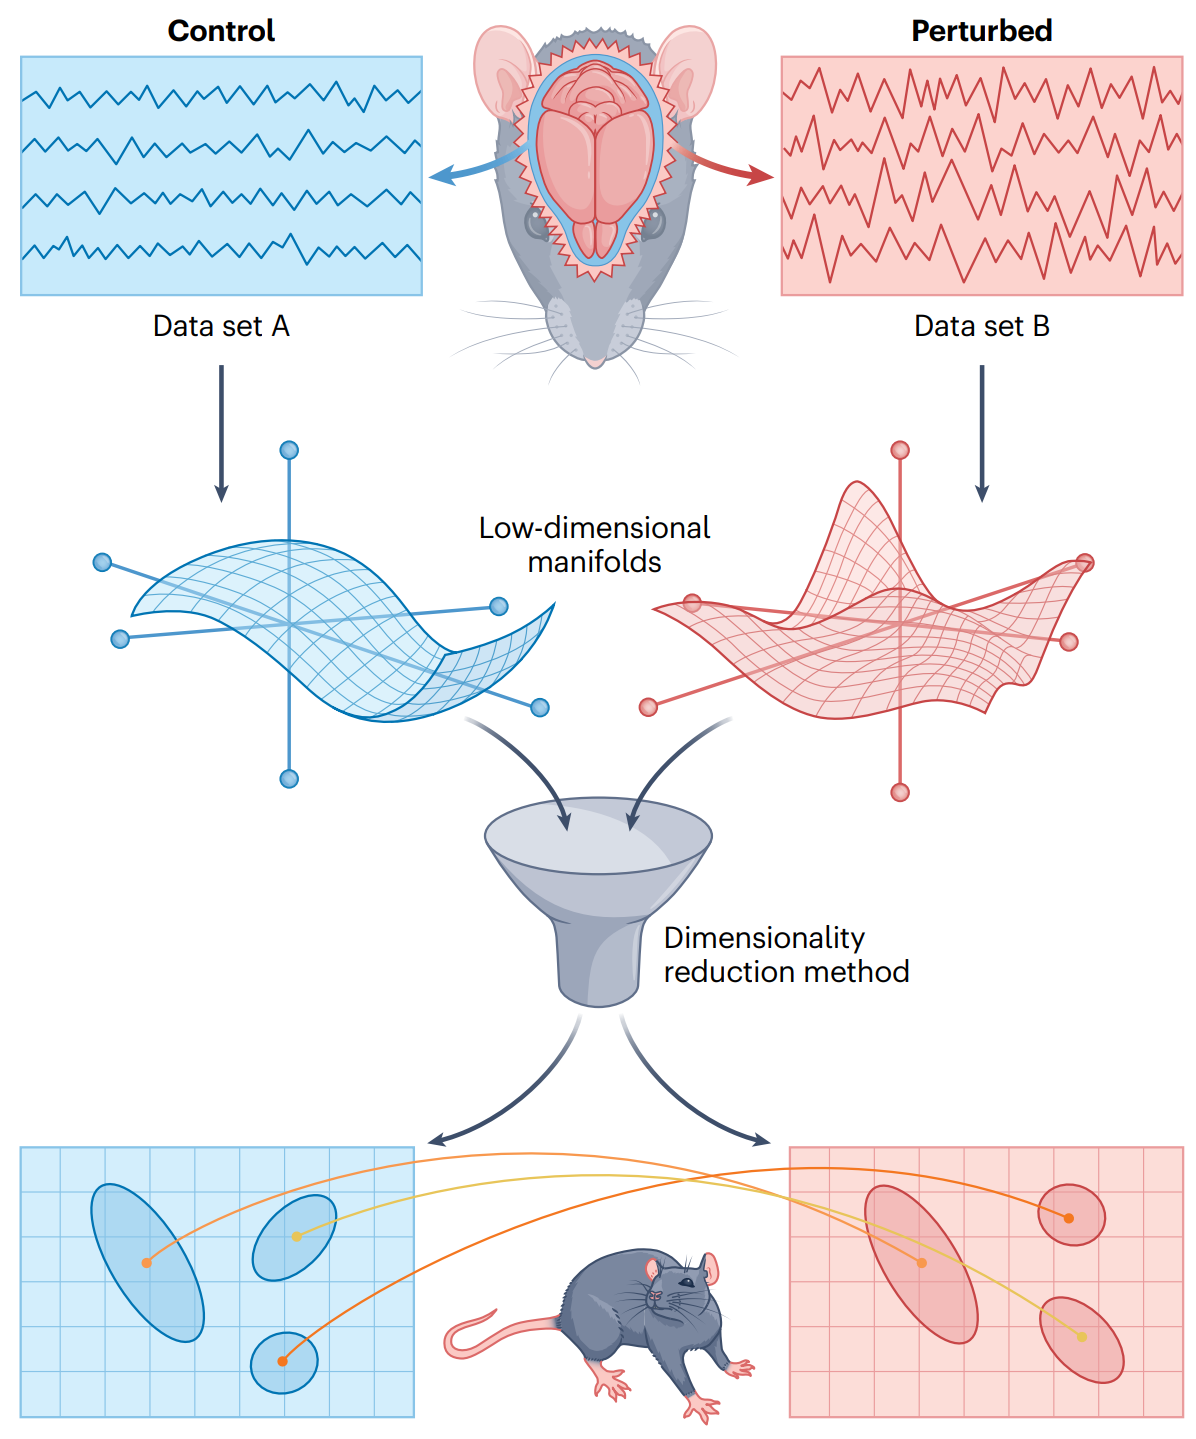 Control
Perturbed
Data set A
Data set B
Low-dimensional
manifolds
Dimensionality
reduction method